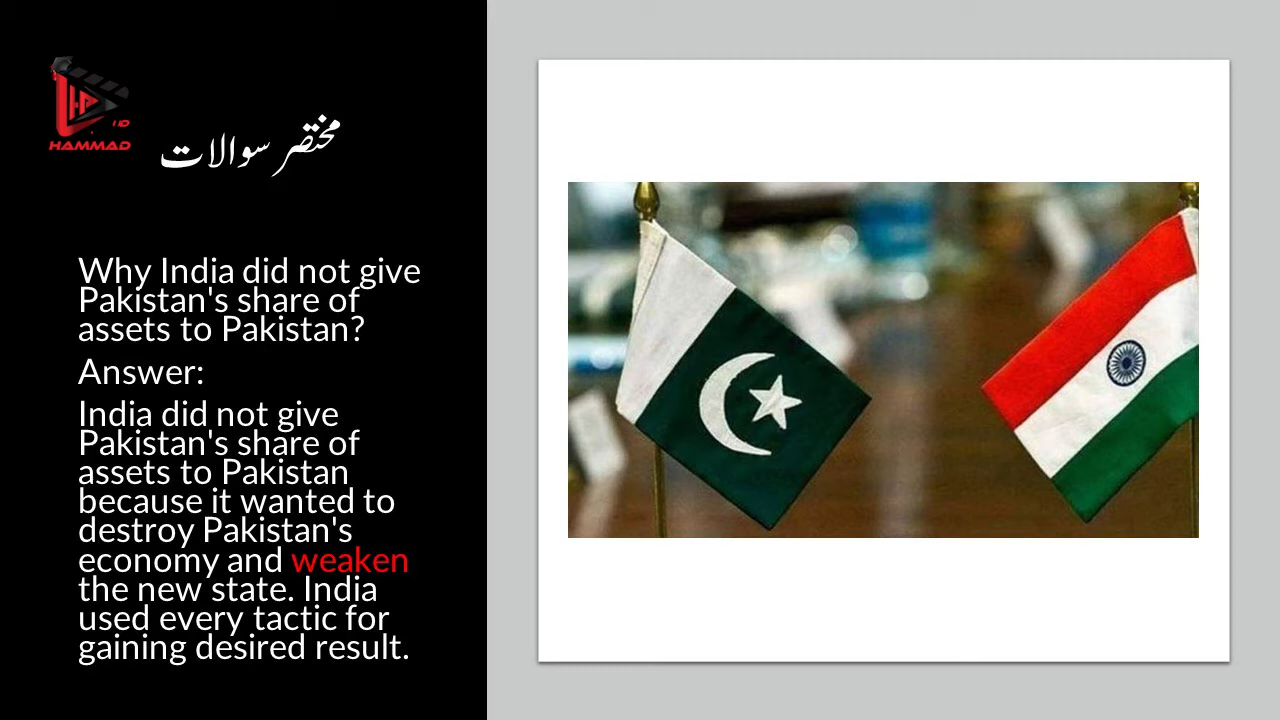 HD
HAMMAD
مختصر سوالات
Why India did not give
Pakistan's share of
assets to Pakistan?
Answer:
India did not give
Pakistan's share of
assets to Pakistan
because it wanted to
destroy Pakistan's
economy and weaken
the new state. India
used every tactic for
gaining desired result.